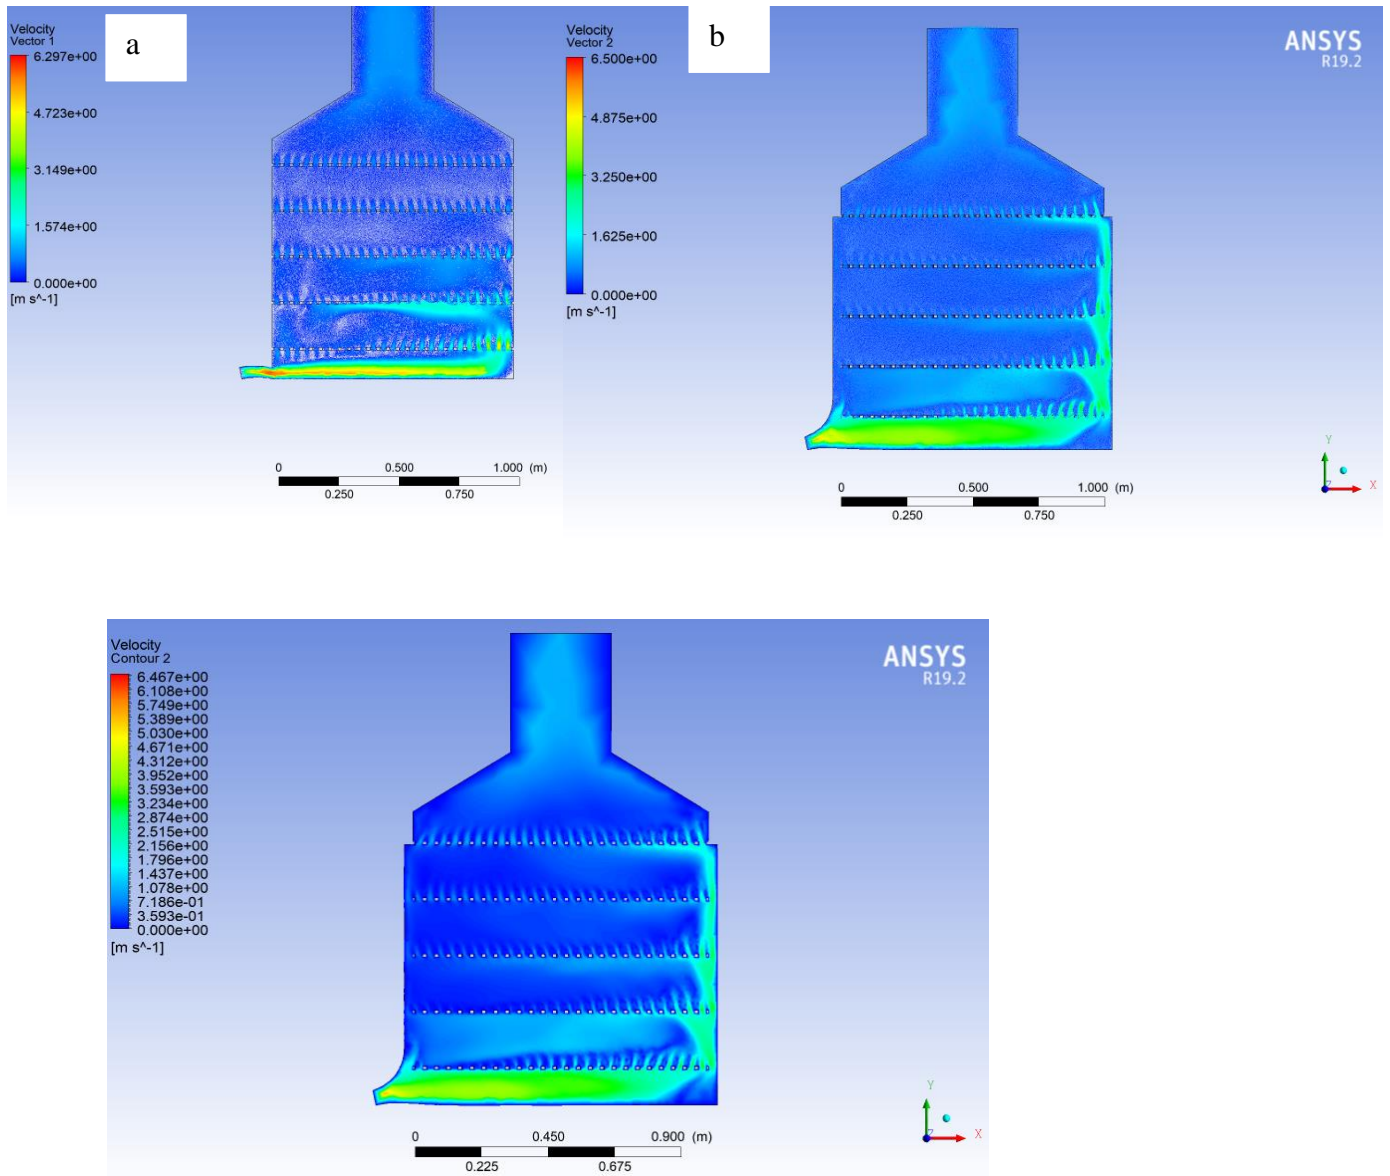 Velocity
Vector 1
6.297e+00
4.723e+00
3.149e+00
1.574e+00
0.000e+00
[m s^-1]
a
0 0.500 1.000 (m)
0.250 0.750
Velocity
Vector 2
6.500e+00
4.875e+00
3.250e+00
1.625e+00
0.000e+00
[m s^-1]
b
ANSYS
R19.2
0 0.500 1.000 (m)
0.250 0.750
Y
Z X
Velocity
Contour 2
6.467e+00
6.108e+00
5.749e+00
5.389e+00
5.030e+00
4.671e+00
4.312e+00
3.952e+00
3.593e+00
3.234e+00
2.874e+00
2.515e+00
2.156e+00
1.796e+00
1.437e+00
1.078e+00
7.186e-01
3.593e-01
0.000e+00
[m s^-1]
ANSYS
R19.2
0 0.450 0.900 (m)
0.225 0.675
Y
Z X